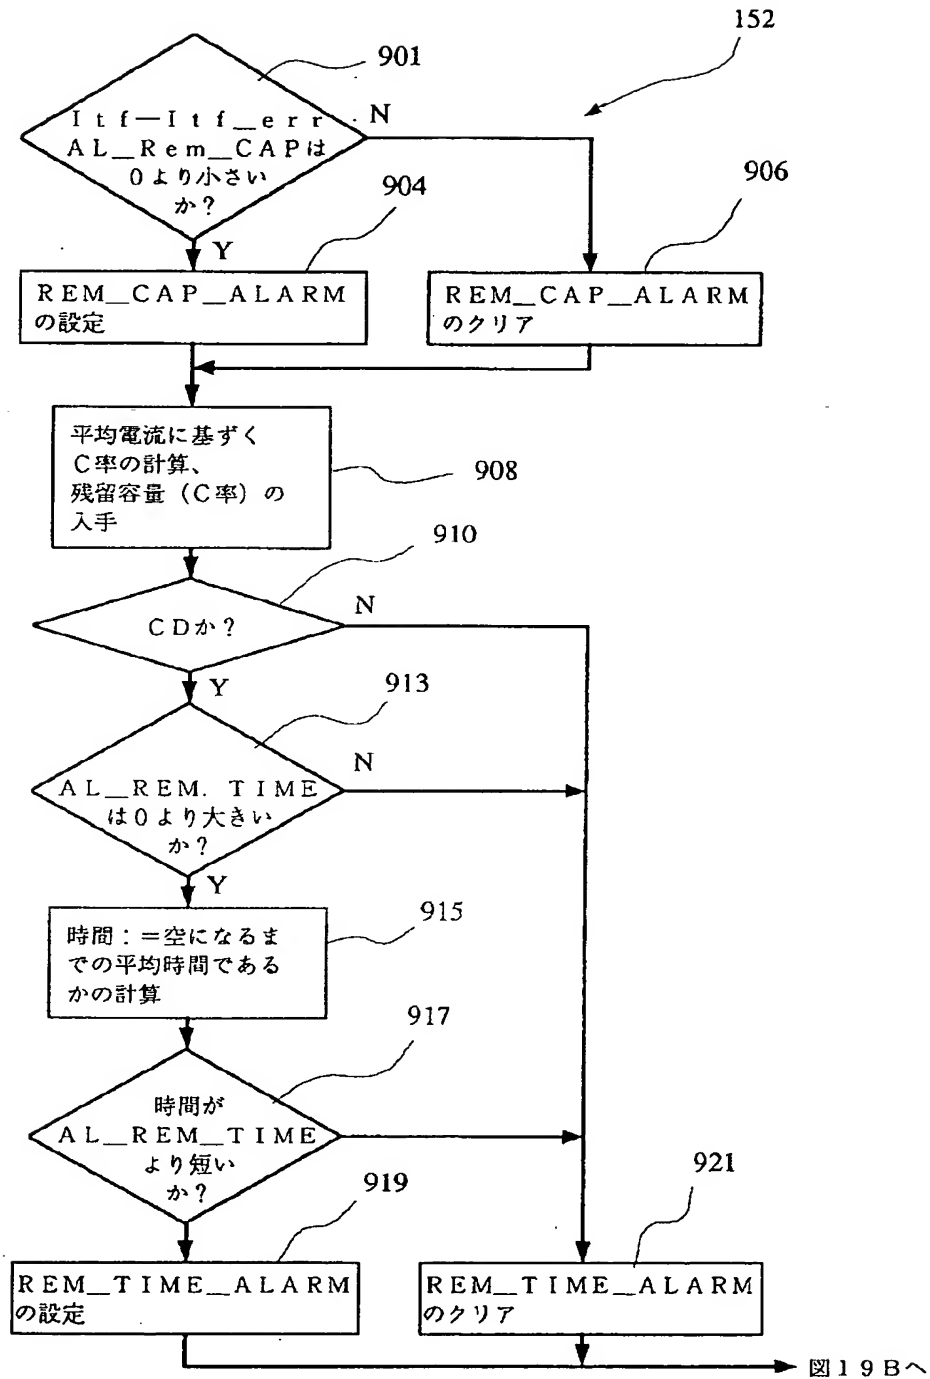 152
901
Itf—Itf_err
AL_Rem_CAPは
0より小さい
か?
N
Y
904
906
REM_CAP_ALARM
の設定
REM_CAP_ALARM
のクリア
平均電流に基ずく
C率の計算、
残留容量(C率)の
入手
908
910
CDか?
N
Y
913
AL_REM. TIME
は0より大きい
か?
N
Y
915
時間:=空になるま
での平均時間である
かの計算
917
時間が
AL_REM_TIME
より短い
か?
919
921
REM_TIME_ALARM
の設定
REM_TIME_ALARM
のクリア
図19Bへ